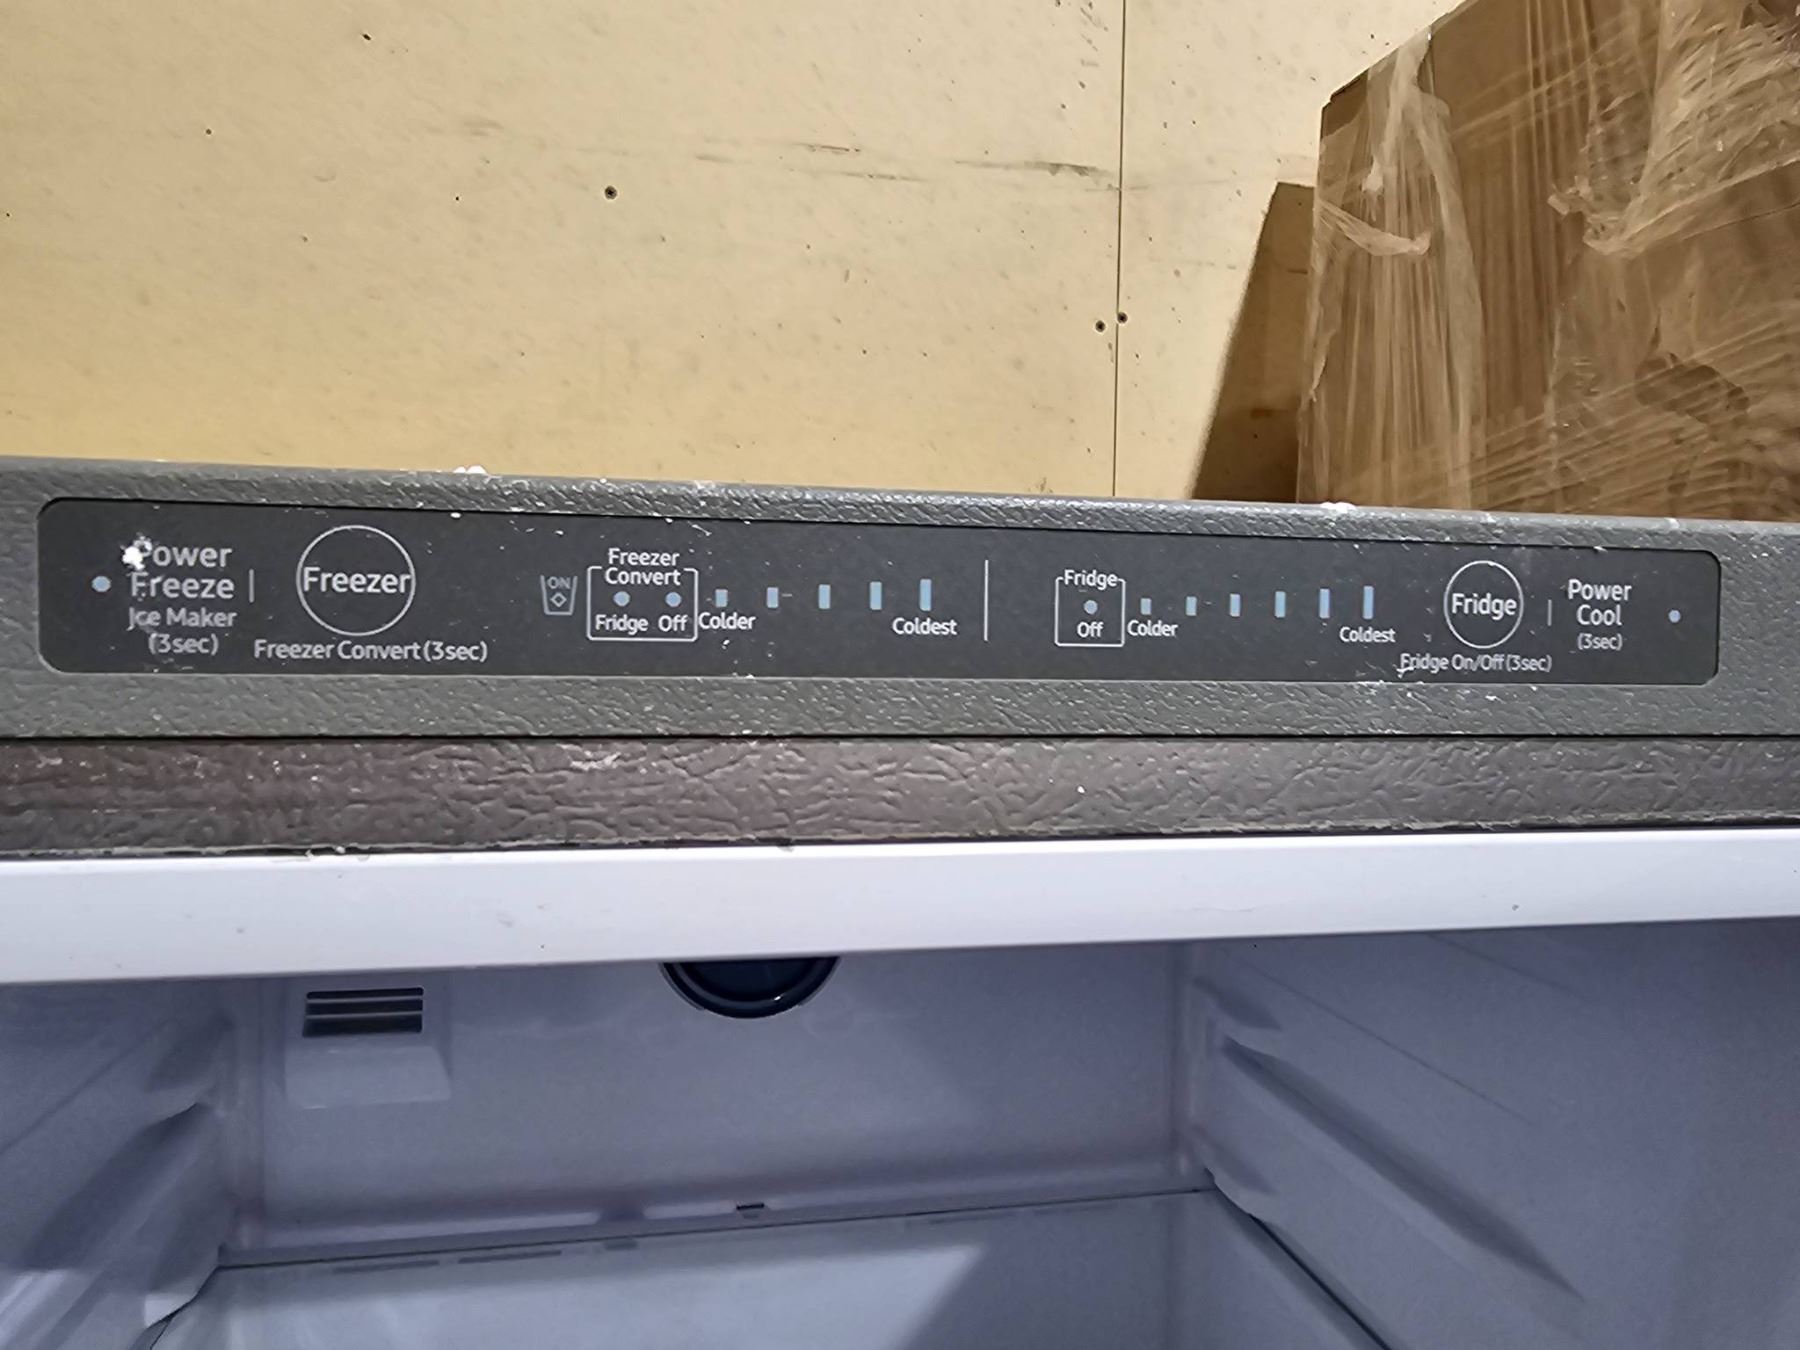 Power
Freeze
Ice Maker
(3sec)
Freezer
Freezer Convert (3sec)
ON
Freezer
Convert
Fridge Off
Colder
Coldest
Fridge
Off
Colder
Coldest
Fridge
Fridge On/Off (3sec)
Power
Cool
(3sec)